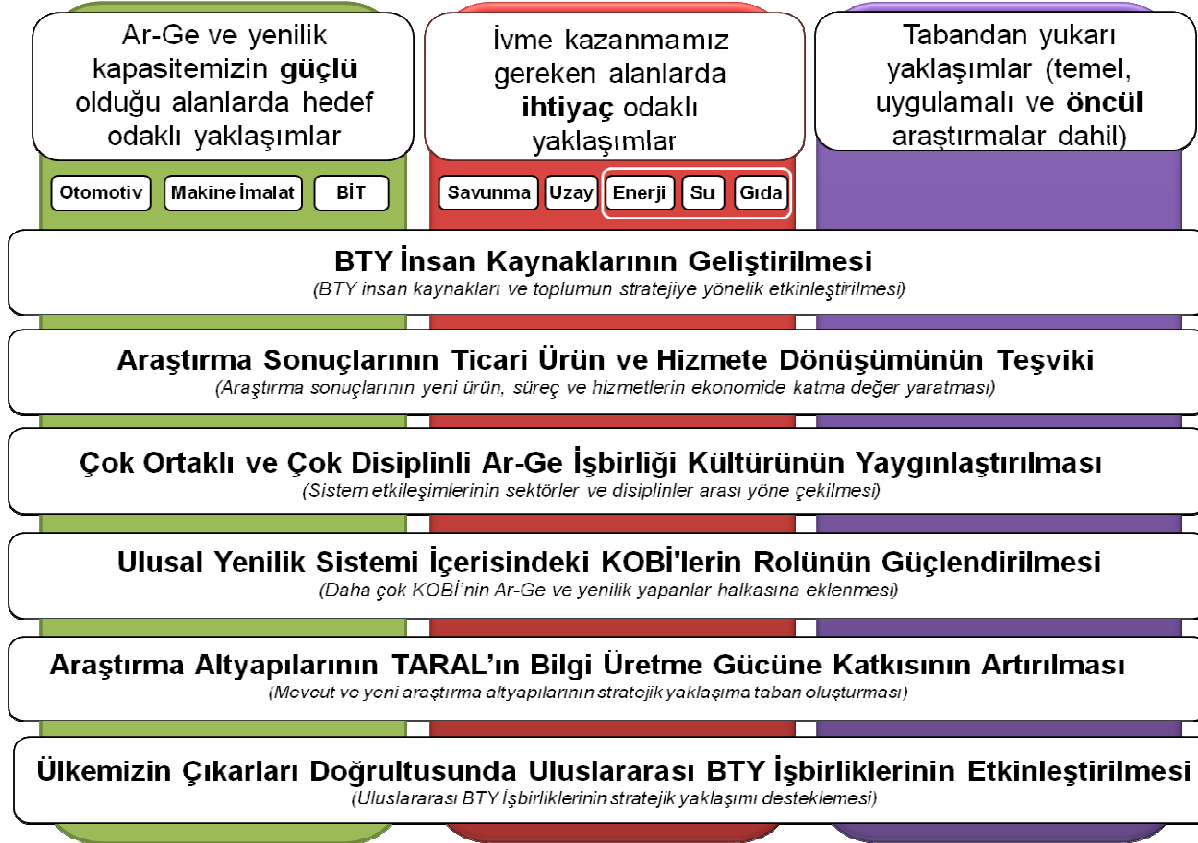 Ar-Ge ve yenilik
kapasitemizin güçlü
olduğu alanlarda hedef
odaklı yaklaşımlar
İvme kazanmamız
gereken alanlarda
ihtiyaç odaklı
yaklaşımlar
Tabandan yukarı
yaklaşımlar (temel,
uygulamalı ve öncül
araştırmalar dahil)
Otomotiv
Makine İmalat
BİT
Savunma
Uzay
Enerji
Su
Gıda
BTY İnsan Kaynaklarının Geliştirilmesi
(BTY insan kaynakları ve toplumun stratejiye yönelik etkinleştirilmesi)
Araştırma Sonuçlarının Ticari Ürün ve Hizmete Dönüşümünün Teşviki
(Araştırma sonuçlarının yeni ürün, süreç ve hizmetlerin ekonomide katma değer yaratması)
Çok Ortaklı ve Çok Disiplinli Ar-Ge İşbirliği Kültürünün Yaygınlaştırılması
(Sistem etkileşimlerinin sektörler ve disiplinler arası yöne çekilmesi)
Ulusal Yenilik Sistemi İçerisindeki KOBİ'lerin Rolünün Güçlendirilmesi
(Daha çok KOBİ'nin Ar-Ge ve yenilik yapanlar halkasına eklenmesi)
Araştırma Altyapılarının TARAL'ın Bilgi Üretme Gücüne Katkısının Artırılması
(Mevcut ve yeni araştırma altyapılarının stratejik yaklaşıma taban oluşturması)
Ülkemizin Çıkarları Doğrultusunda Uluslararası BTY İşbirliklerinin Etkinleştirilmesi
(Uluslararası BTY İşbirliklerinin stratejik yaklaşımı desteklemesi)